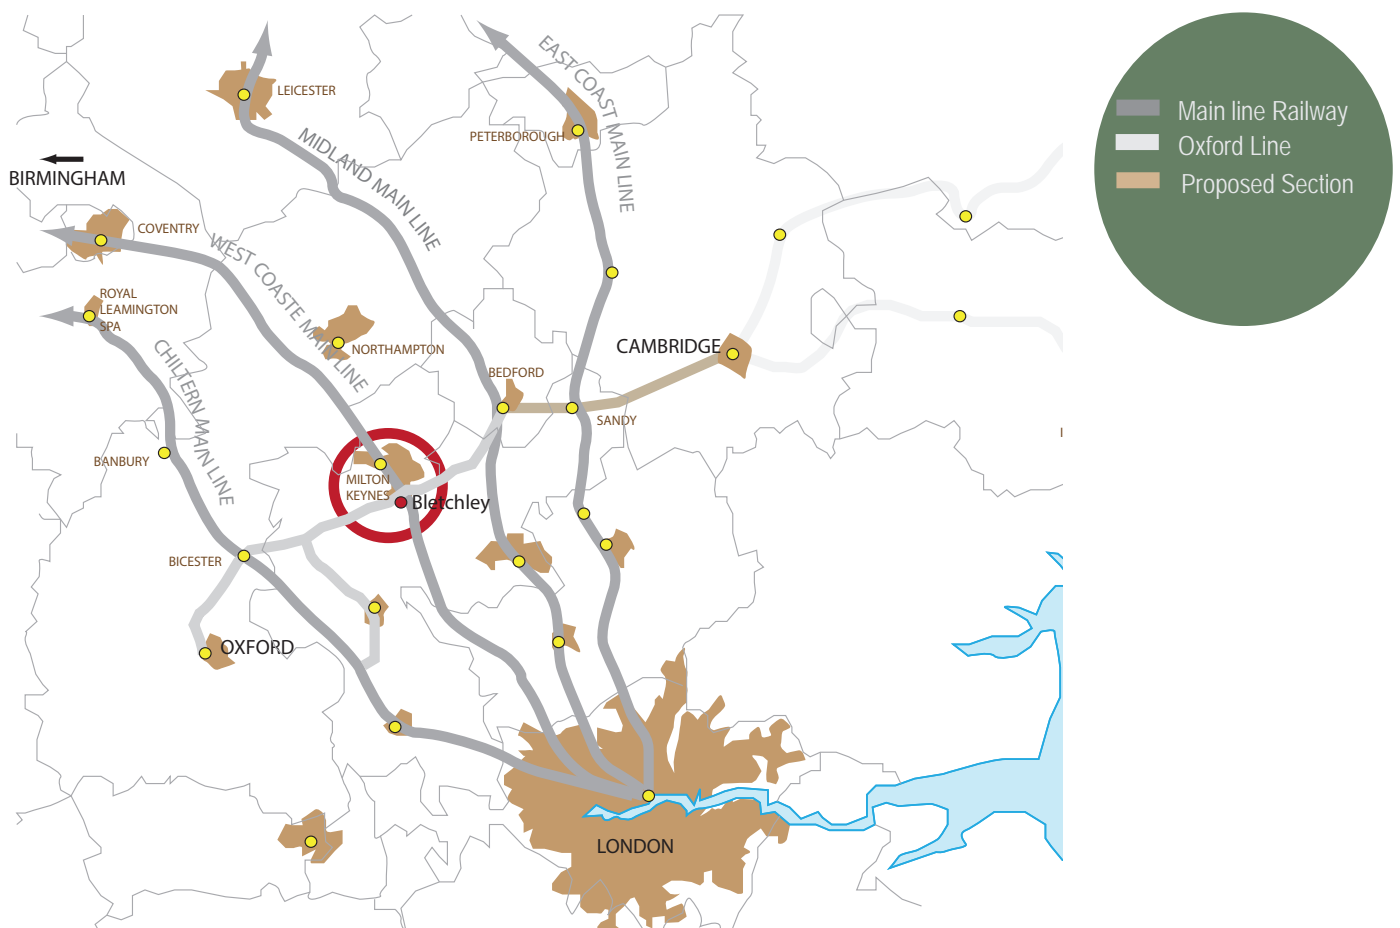 LEICESTER
EAST COAST MAIN LINE
PETERBOROUGH
MIDLAND MAIN LINE
BIRMINGHAM
COVENTRY
WEST COASTE MAIN LINE
ROYAL
LEAMINGTON
SPA
NORTHAMPTON
CHILTERN MAIN LINE
CAMBRIDGE
BEDFORD
SANDY
BANBURY
MILTON
KEYNES
Bletchley
BICESTER
OXFORD
LONDON
Main line Railway
Oxford Line
Proposed Section